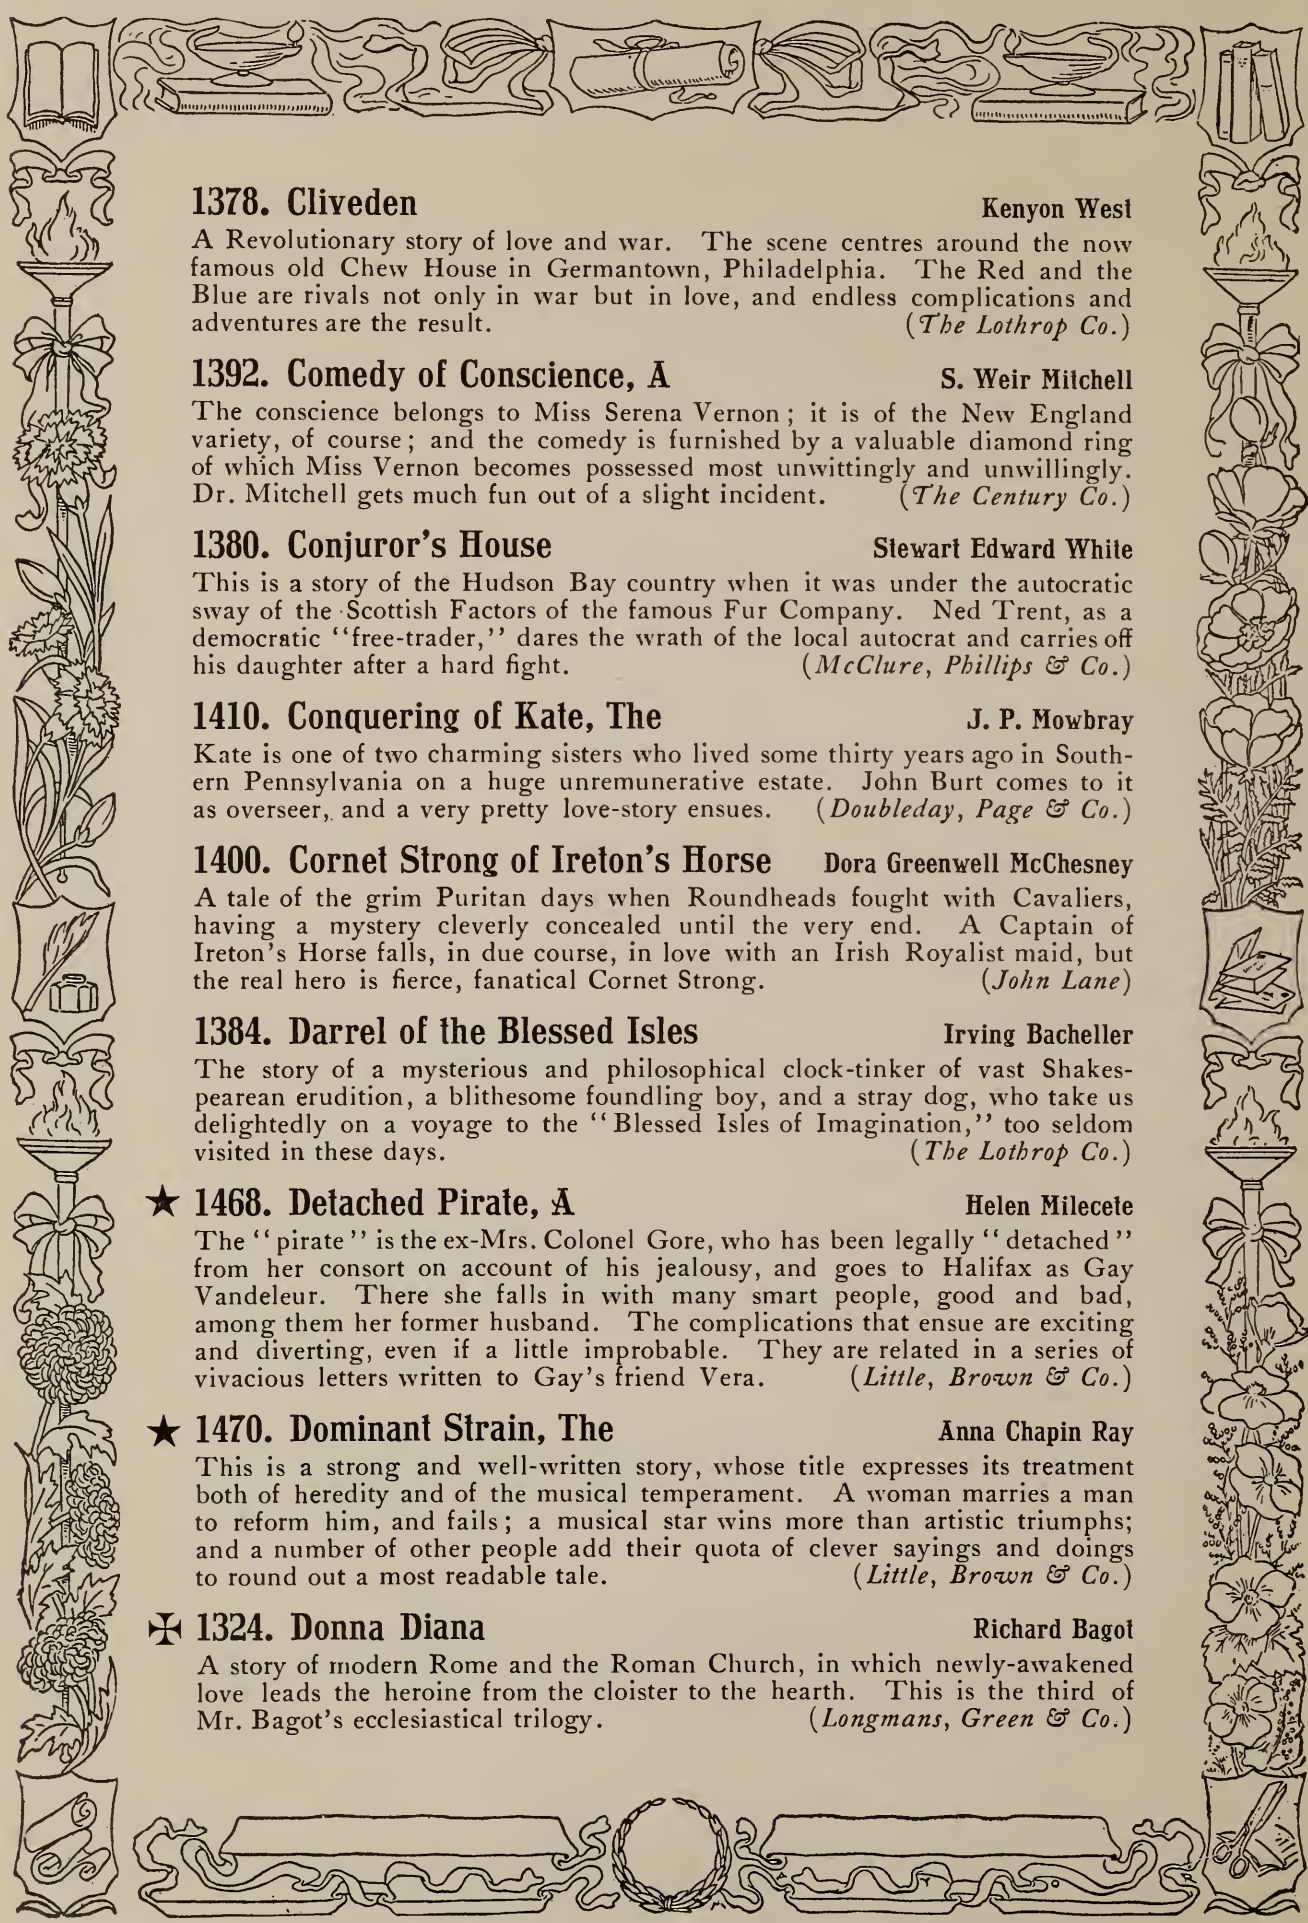 1378. Cliveden Kenyon West
A Revolutionary story of love and war. The scene centres around the now
famous old Chew House in Germantown, Philadelphia. The Red and the
Blue are rivals not only in war but in love, and endless complications and
adventures are the result. (The Lothrop Co.)
1392. Comedy of Conscience, A S. Weir Mitchell
The conscience belongs to Miss Serena Vernon; it is of the New England
variety, of course; and the comedy is furnished by a valuable diamond ring
of which Miss Vernon becomes possessed most unwittingly and unwillingly.
Dr. Mitchell gets much fun out of a slight incident. (The Century Co.)
1380. Conjuror's House Stewart Edward White
This is a story of the Hudson Bay country when it was under the autocratic
sway of the Scottish Factors of the famous Fur Company. Ned Trent, as a
democratic "free-trader," dares the wrath of the local autocrat and carries off
his daughter after a hard fight. (McClure, Phillips & Co.)
1410. Conquering of Kate, The J. P. Mowbray
Kate is one of two charming sisters who lived some thirty years ago in South-
ern Pennsylvania on a huge unremunerative estate. John Burt comes to it
as overseer, and a very pretty love-story ensues. (Doubleday, Page & Co.)
1400. Cornet Strong of Ireton's Horse Dora Greenwell McChesney
A tale of the grim Puritan days when Roundheads fought with Cavaliers,
having a mystery cleverly concealed until the very end. A Captain of
Ireton's Horse falls, in due course, in love with an Irish Royalist maid, but
the real hero is fierce, fanatical Cornet Strong. (John Lane)
1384. Darrel of the Blessed Isles Irving Bacheller
The story of a mysterious and philosophical clock-tinker of vast Shakes-
pearean erudition, a blithesome foundling boy, and a stray dog, who take us
delightedly on a voyage to the "Blessed Isles of Imagination," too seldom
visited in these days. (The Lothrop Co.)
★ 1468. Detached Pirate, A Helen Milecete
The "pirate" is the ex-Mrs. Colonel Gore, who has been legally "detached"
from her consort on account of his jealousy, and goes to Halifax as Gay
Vandeleur. There she falls in with many smart people, good and bad,
among them her former husband. The complications that ensue are exciting
and diverting, even if a little improbable. They are related in a series of
vivacious letters written to Gay's friend Vera. (Little, Brown & Co.)
★ 1470. Dominant Strain, The Anna Chapin Ray
This is a strong and well-written story, whose title expresses its treatment
both of heredity and of the musical temperament. A woman marries a man
to reform him, and fails; a musical star wins more than artistic triumphs;
and a number of other people add their quota of clever sayings and doings
to round out a most readable tale. (Little, Brown & Co.)
✠ 1324. Donna Diana Richard Bagot
A story of modern Rome and the Roman Church, in which newly-awakened
love leads the heroine from the cloister to the hearth. This is the third of
Mr. Bagot's ecclesiastical trilogy. (Longmans, Green & Co.)